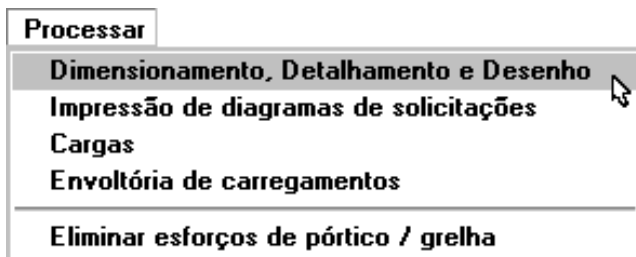 Processar
Dimensionamento, Detalhamento e Desenho
Impressão de diagramas de solicitações
Cargas
Envoltória de carregamentos
Eliminar esforços de pórtico / grelha